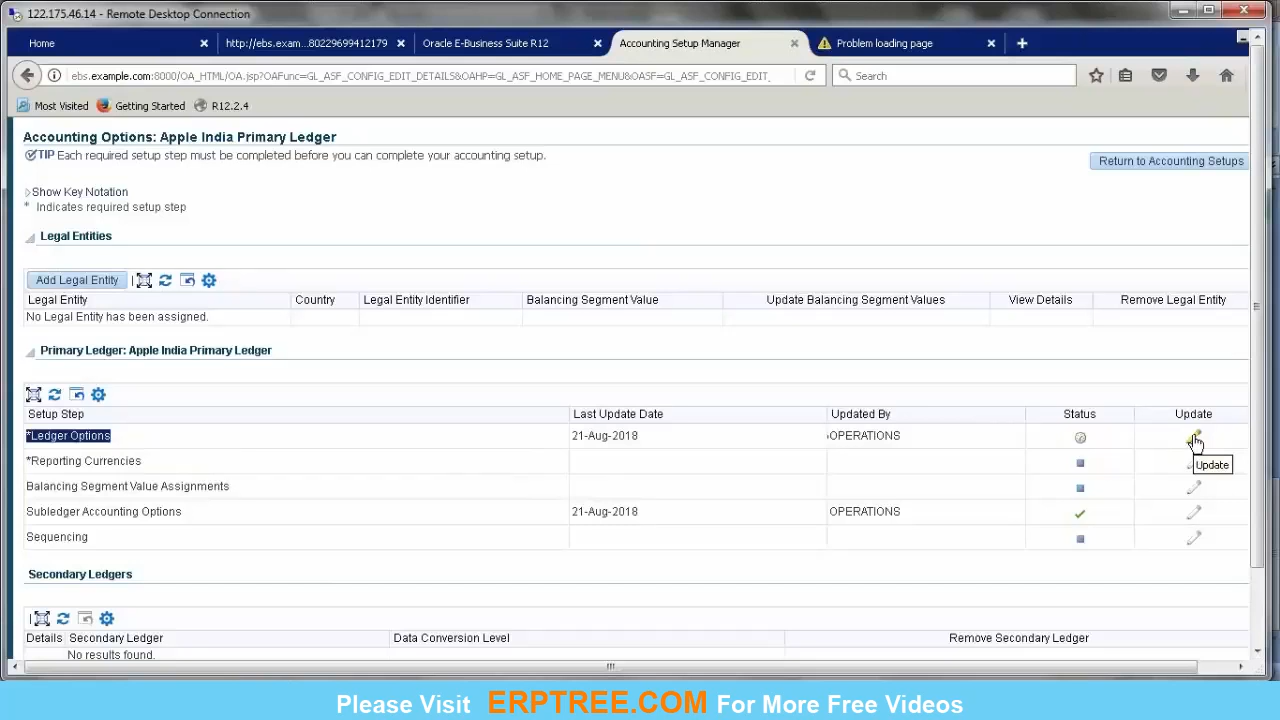 122.175.46.14 - Remote Desktop Connection
Home
http://ebs.exam...80229699412179
Oracle E-Business Suite R12
Accounting Setup Manager
Problem loading page
ebs.example.com:8000/OA_HTML/OA.jsp?OAFunc=GL_ASF_CONFIG_EDIT_DETAILS&OAHP=GL_ASF_HOME_PAGE_MENU&OASF=GL_ASF_CONFIG_EDIT_
Search
Most Visited
Getting Started
R12.2.4
Accounting Options: Apple India Primary Ledger
TIP Each required setup step must be completed before you can complete your accounting setup.
Return to Accounting Setups
Show Key Notation
* Indicates required setup step
Legal Entities
Add Legal Entity
Legal Entity Country Legal Entity Identifier Balancing Segment Value Update Balancing Segment Values View Details Remove Legal Entity
No Legal Entity has been assigned.
Primary Ledger: Apple India Primary Ledger
Setup Step Last Update Date Updated By Status Update
*Ledger Options 21-Aug-2018 OPERATIONS
*Reporting Currencies
Update
Balancing Segment Value Assignments
Subledger Accounting Options 21-Aug-2018 OPERATIONS
Sequencing
Secondary Ledgers
Details Secondary Ledger Data Conversion Level Remove Secondary Ledger
No results found.
Please Visit ERPTREE.COM For More Free Videos